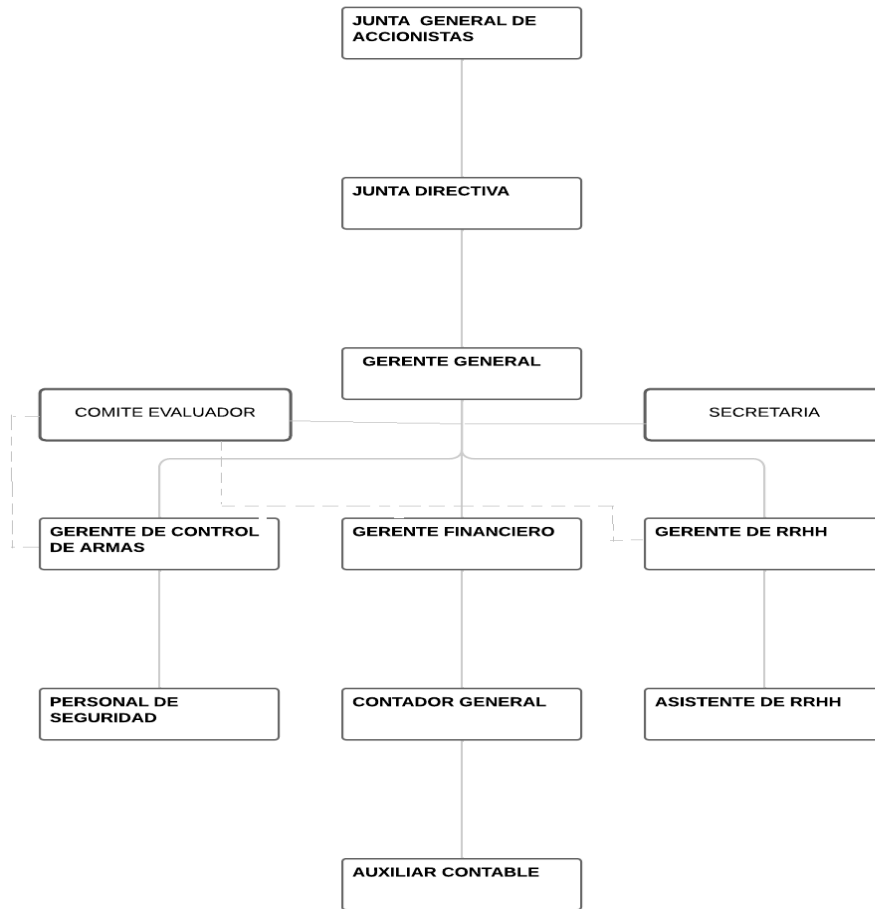 JUNTA GENERAL DE
ACCIONISTAS
JUNTA DIRECTIVA
GERENTE GENERAL
COMITE EVALUADOR
SECRETARIA
GERENTE DE CONTROL
DE ARMAS
GERENTE FINANCIERO
GERENTE DE RRHH
PERSONAL DE
SEGURIDAD
CONTADOR GENERAL
ASISTENTE DE RRHH
AUXILIAR CONTABLE